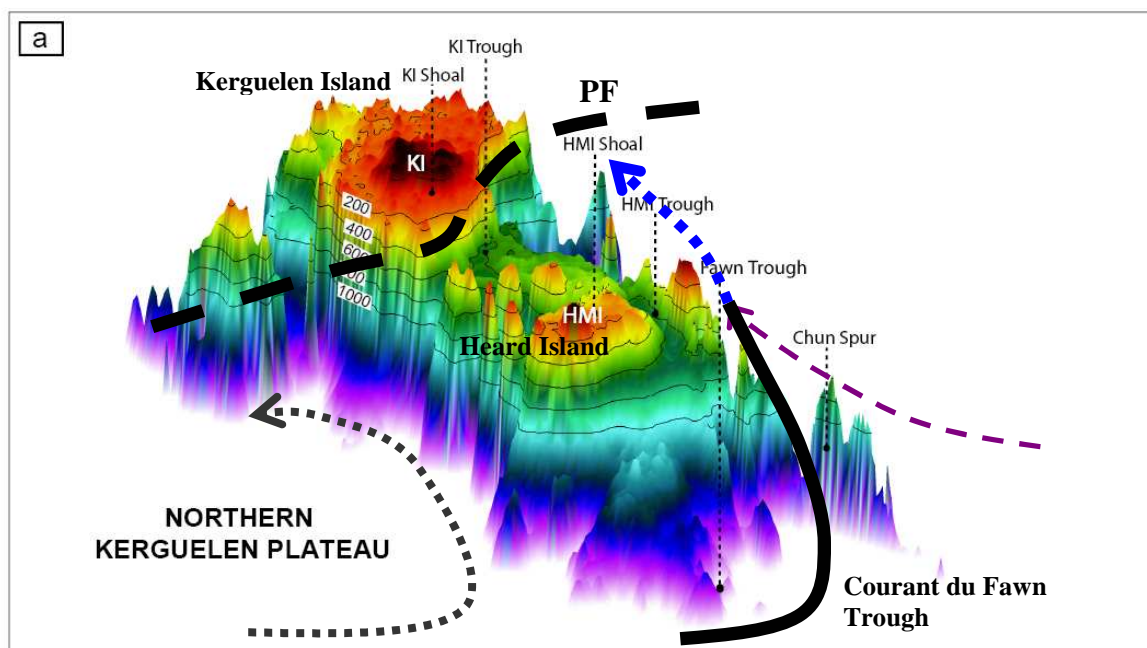 a
KI Trough
KI Shoal
Kerguelen Island
PF
HMI Shoal
KI
HMI Trough
200
400
1000
Fawn Trough
HMI
Heard Island
Chun Spur
NORTHERN
KERGUELEN PLATEAU
Courant du Fawn
Trough